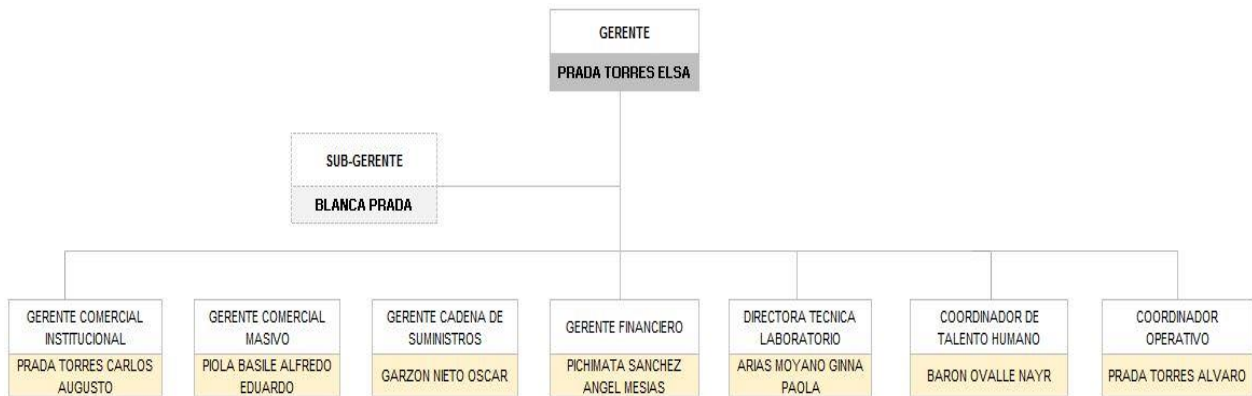 GERENTE
PRADA TORRES ELSA
SUB-GERENTE
BLANCA PRADA
GERENTE COMERCIAL
INSTITUCIONAL
PRADA TORRES CARLOS
AUGUSTO
GERENTE COMERCIAL
MASIVO
PIOLA BASILE ALFREDO
EDUARDO
GERENTE CADENA DE
SUMINISTROS
GARZON NIETO OSCAR
GERENTE FINANCIERO
PICHIMATA SANCHEZ
ANGEL MESIAS
DIRECTORA TECNICA
LABORATORIO
ARIAS MOYANO GINNA
PAOLA
COORDINADOR DE
TALENTO HUMANO
BARON OVALLE NAYR
COORDINADOR
OPERATIVO
PRADA TORRES ALVARO